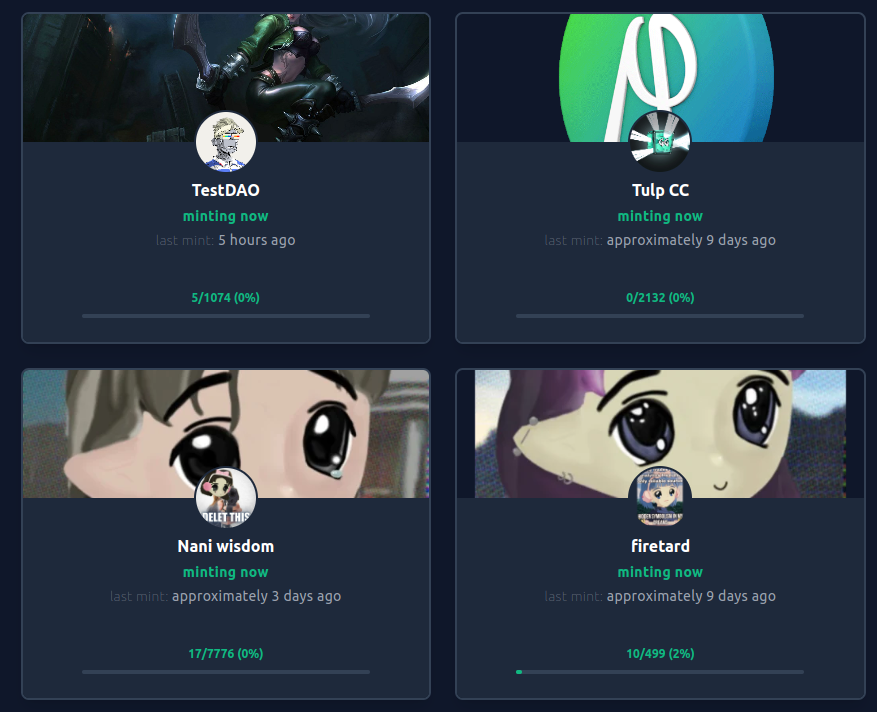 TestDAO
minting now
last mint: 5 hours ago
5/1074 (0%)
Tulp CC
minting now
last mint: approximately 9 days ago
0/2132 (0%)
DELET THIS
Nani wisdom
minting now
last mint: approximately 3 days ago
17/7776 (0%)
firetard
minting now
last mint: approximately 9 days ago
10/499 (2%)